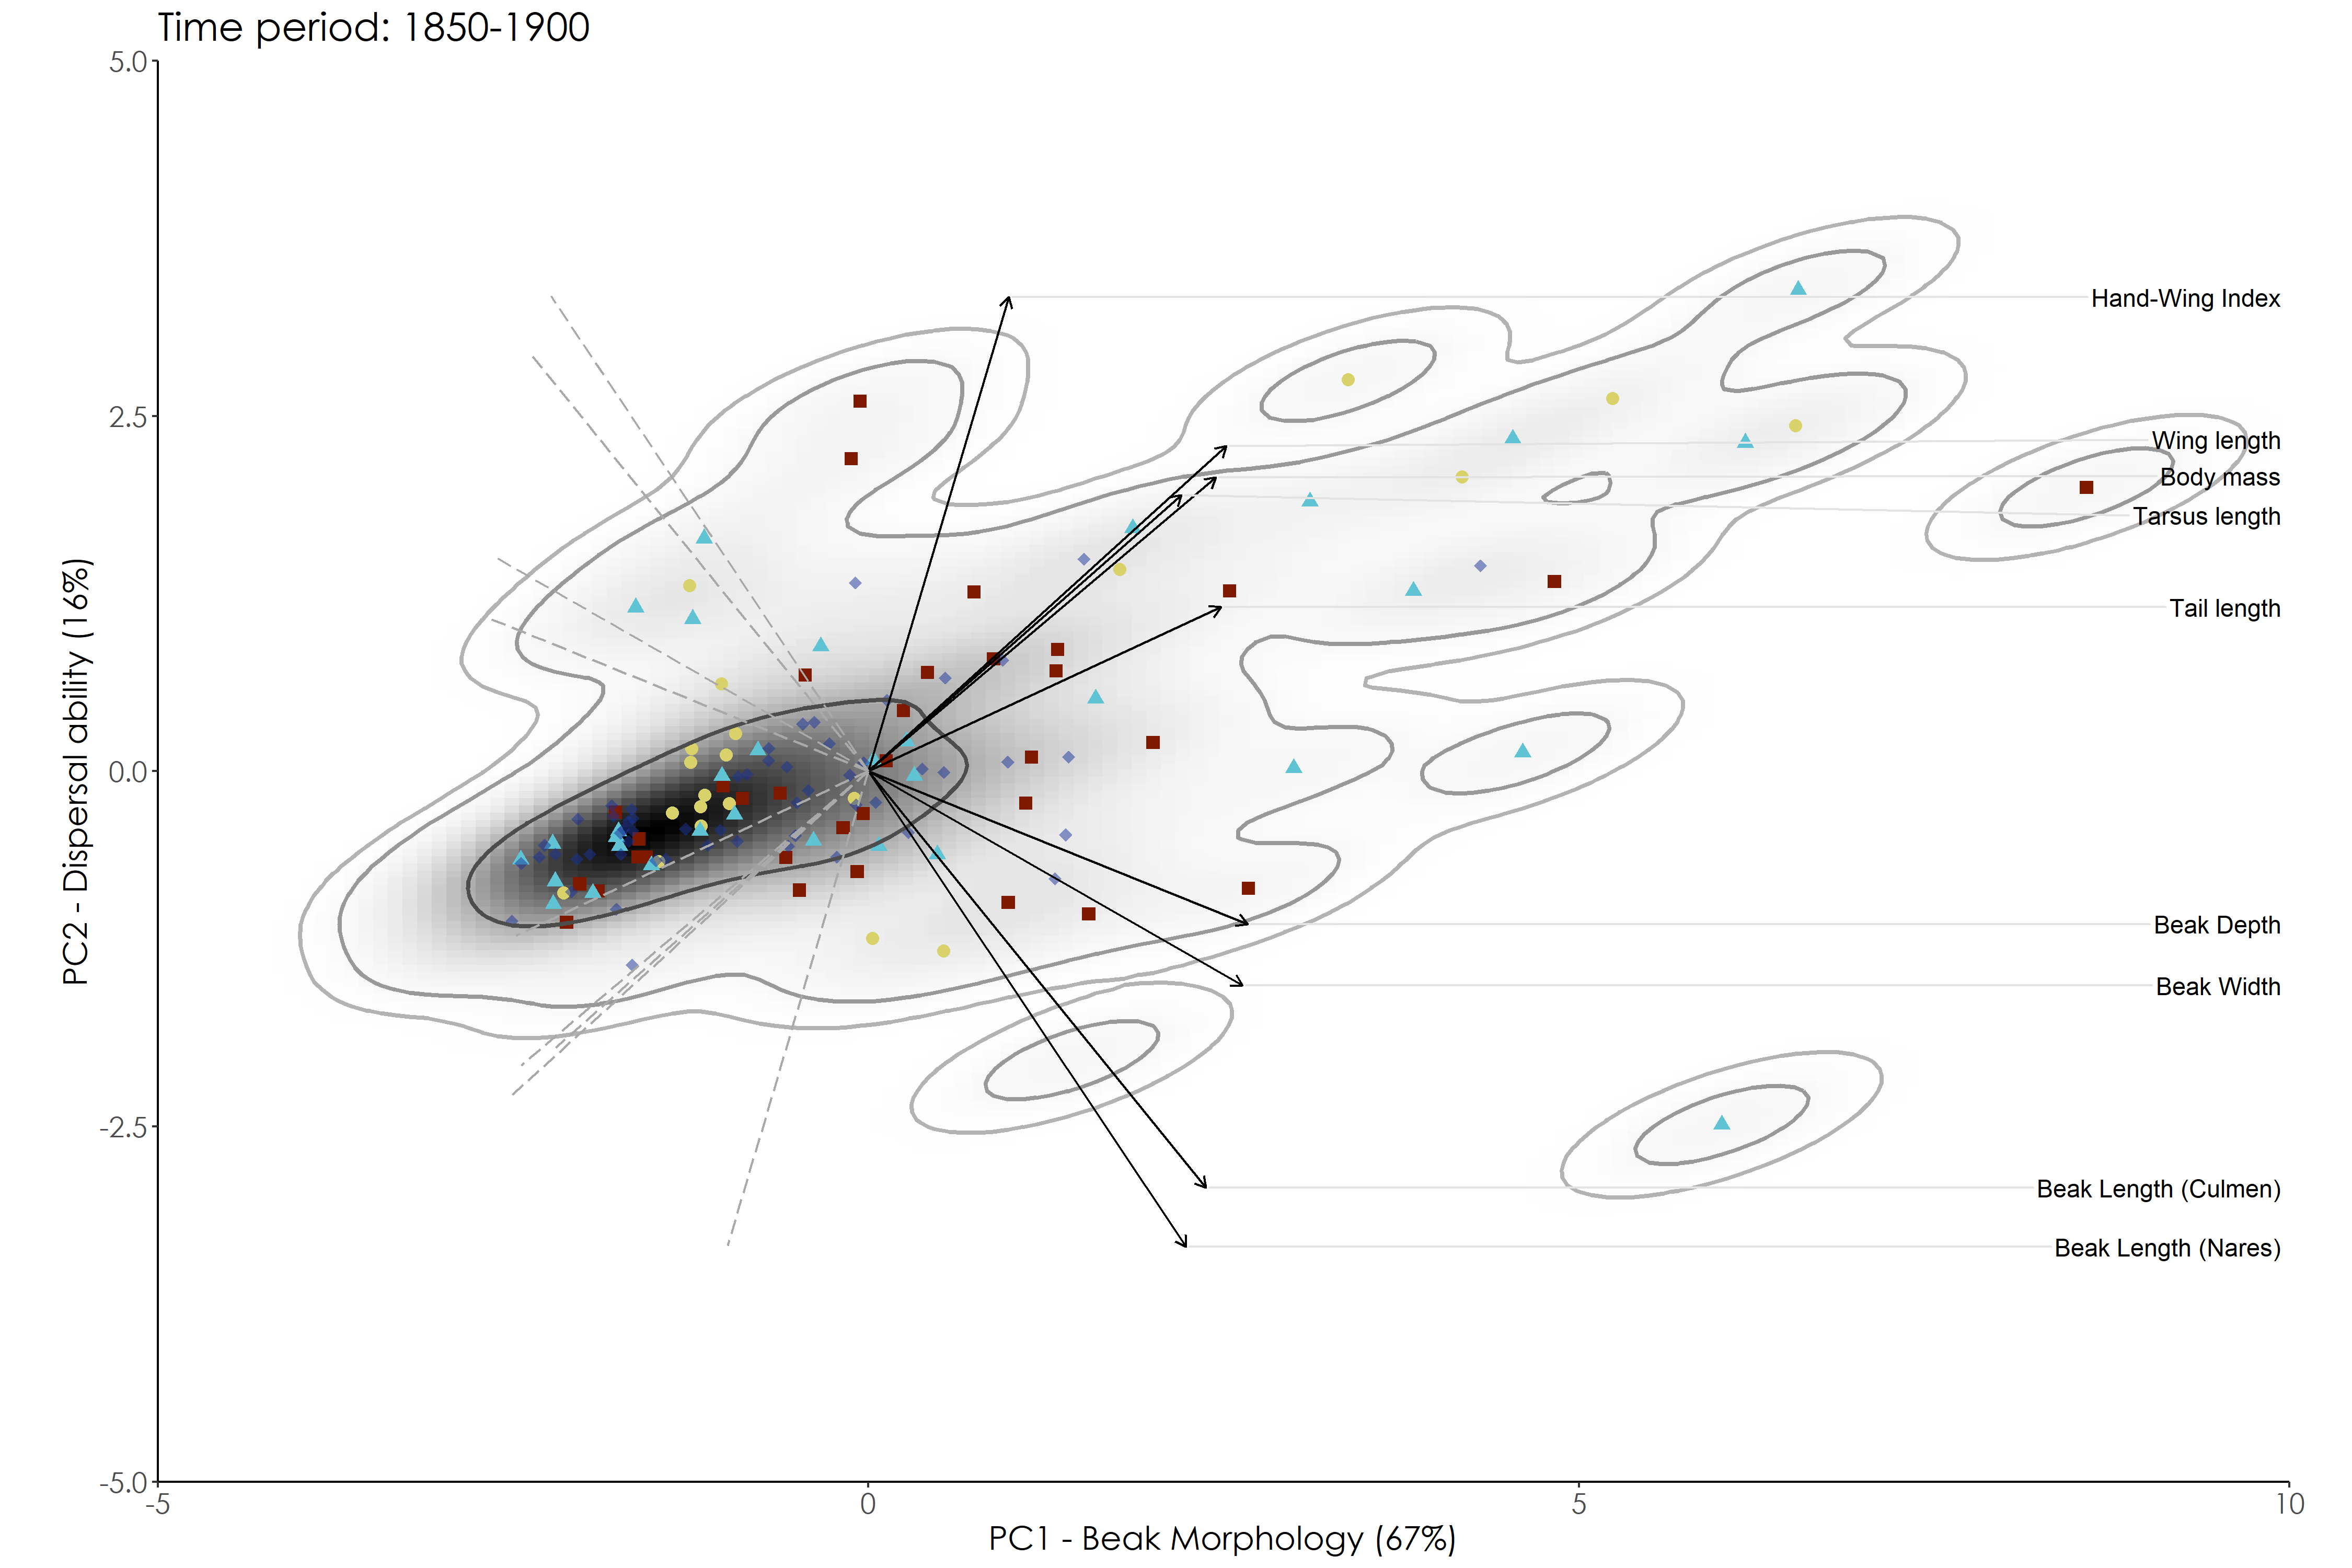 Time period: 1850-1900
5.0
2.5
0.0
-2.5
-5.0
PC2 - Dispersal ability (16%)
Hand-Wing Index
Wing length
Body mass
Tarsus length
Tail length
Beak Depth
Beak Width
Beak Length (Culmen)
Beak Length (Nares)
-5
0
5
10
PC1 - Beak Morphology (67%)